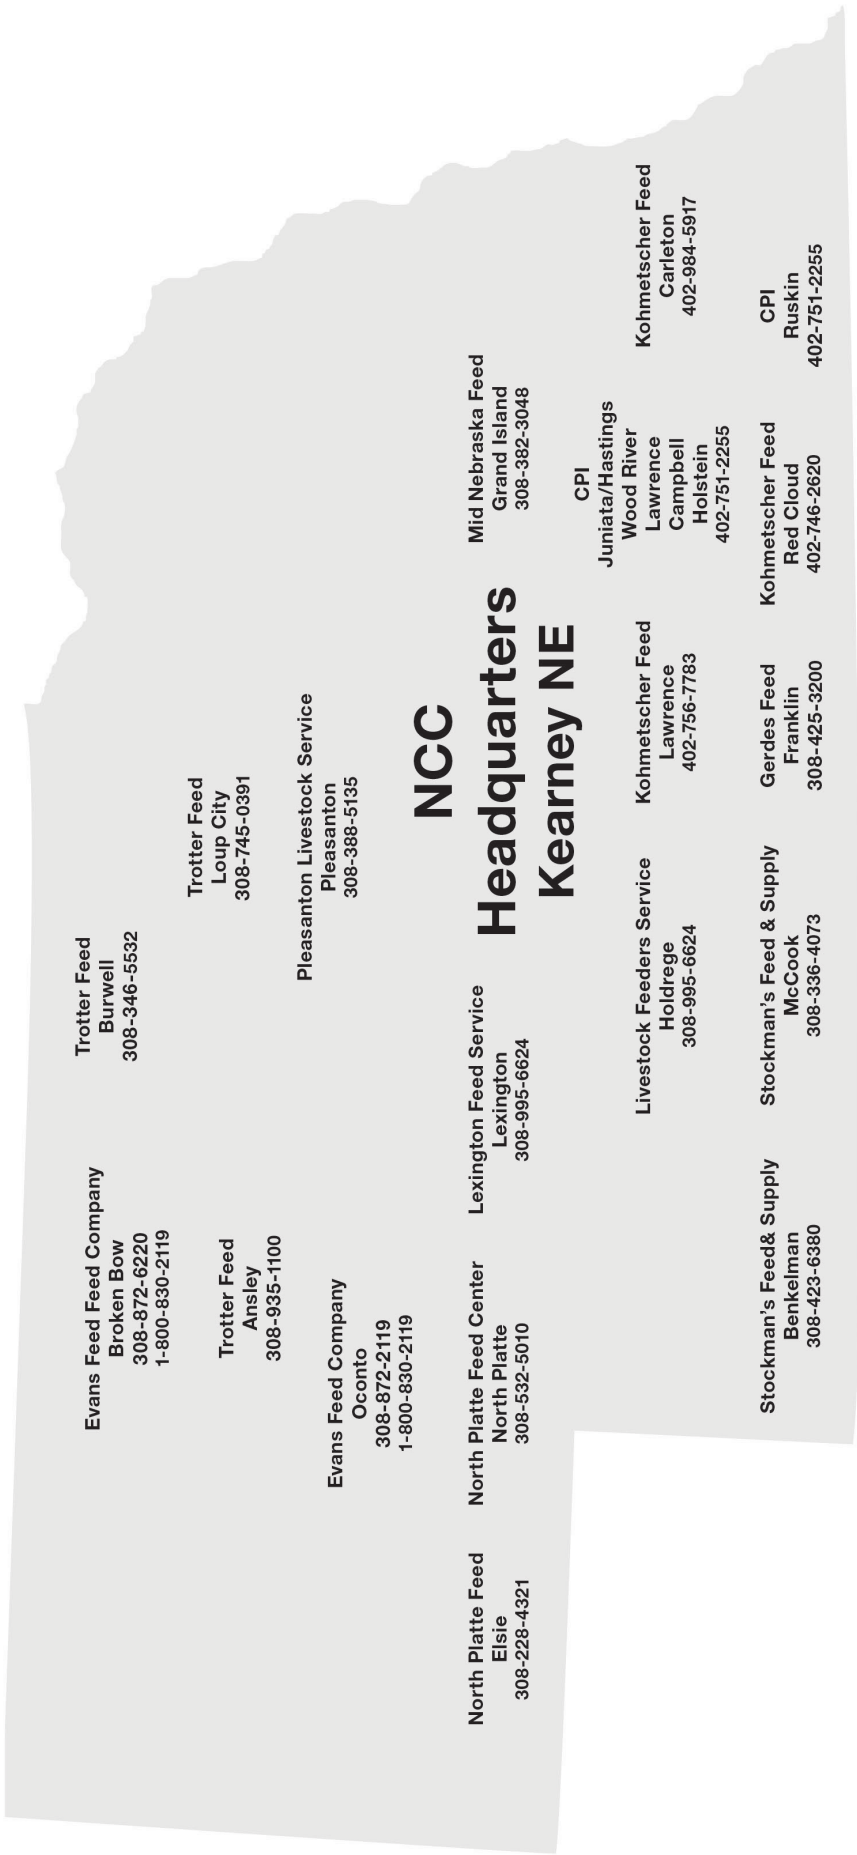 Evans Feed Feed Company
Broken Bow
308-872-6220
1-800-830-2119
Trotter Feed
Burwell
308-346-5532
Trotter Feed
Loup City
308-745-0391
Trotter Feed
Ansley
308-935-1100
Pleasanton Livestock Service
Pleasanton
308-388-5135
Evans Feed Company
Oconto
308-872-2119
1-800-830-2119
NCC
Headquarters
Kearney NE
North Platte Feed
Elsie
308-228-4321
North Platte Feed Center
North Platte
308-532-5010
Lexington Feed Service
Lexington
308-995-6624
Mid Nebraska Feed
Grand Island
308-382-3048
CPI
Juniata/Hastings
Wood River
Lawrence
Campbell
Holstein
402-751-2255
Livestock Feeders Service
Holdrege
308-995-6624
Kohmetscher Feed
Lawrence
402-756-7783
Kohmetscher Feed
Carleton
402-984-5917
Stockman's Feed& Supply
Benkelman
308-423-6380
Stockman's Feed & Supply
McCook
308-336-4073
Gerdes Feed
Franklin
308-425-3200
Kohmetscher Feed
Red Cloud
402-746-2620
CPI
Ruskin
402-751-2255